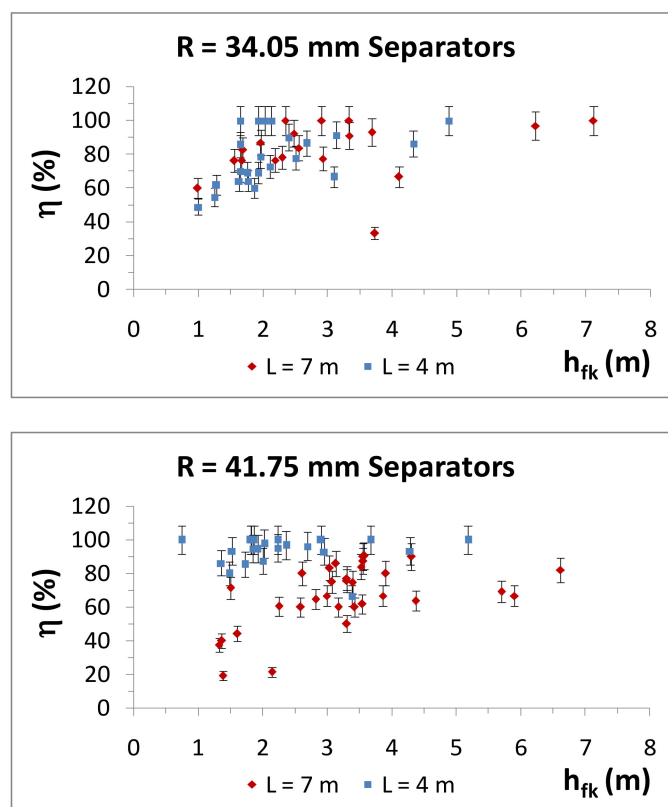 R = 34.05 mm Separators
120
100
80
60
40
20
0
η (%)
0 1 2 3 4 5 6 7 8
L = 7 m L = 4 m
hfk (m)
R = 41.75 mm Separators
120
100
80
60
40
20
0
η (%)
0 1 2 3 4 5 6 7 8
L = 7 m L = 4 m
hfk (m)